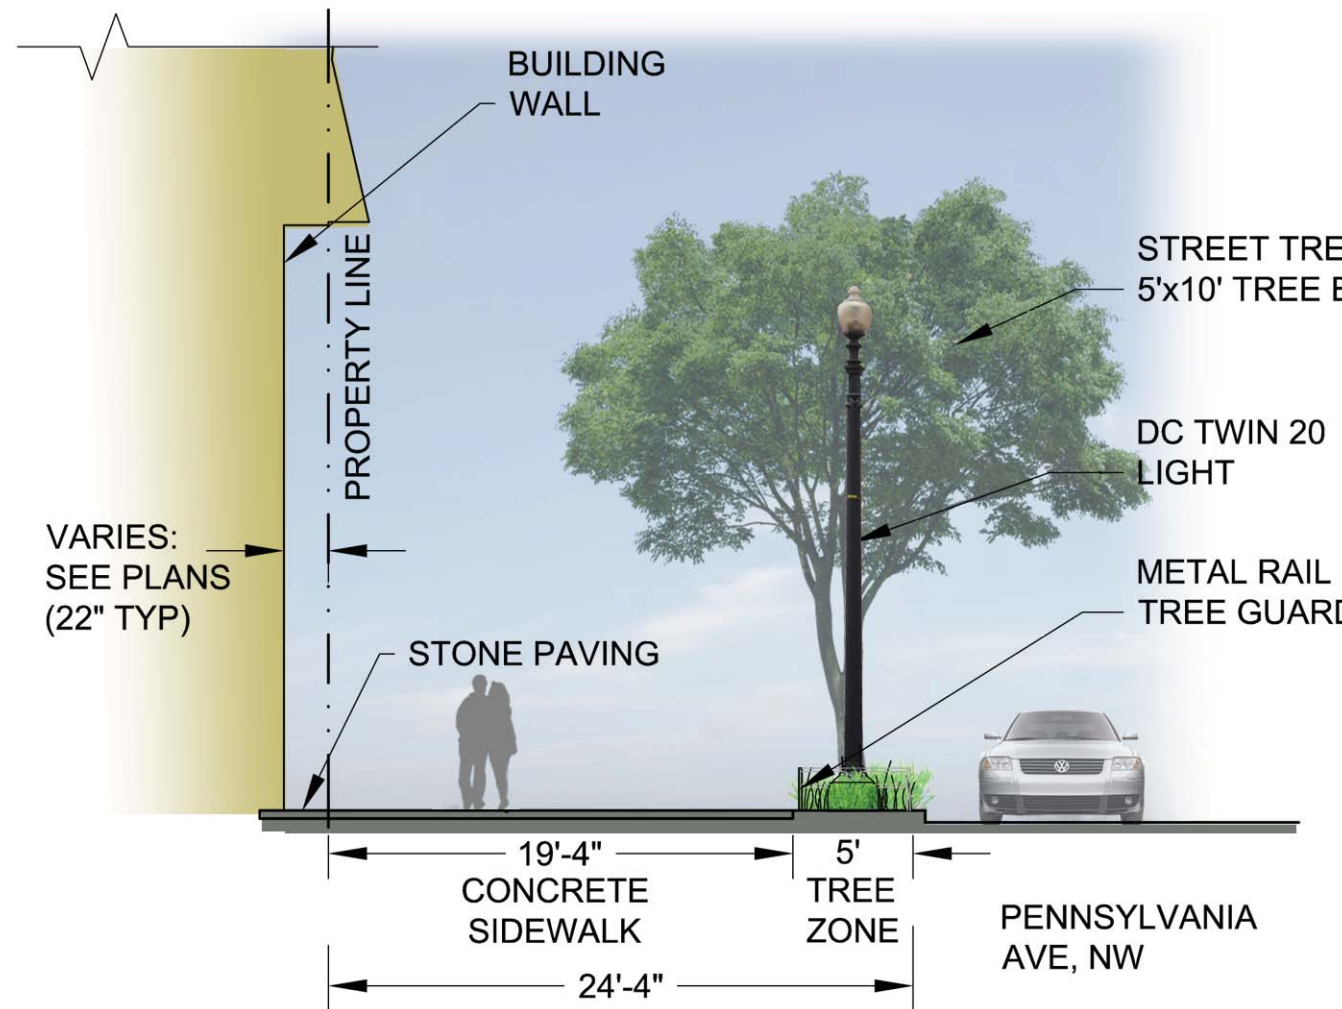 BUILDING
WALL
PROPERTY LINE
STREET TRE
5'x10' TREE
DC TWIN 20
LIGHT
METAL RAIL
TREE GUARD
VARIES:
SEE PLANS
(22" TYP)
STONE PAVING
19'-4"
CONCRETE
SIDEWALK
5'
TREE
ZONE
24'-4"
PENNSYLVANIA
AVE, NW